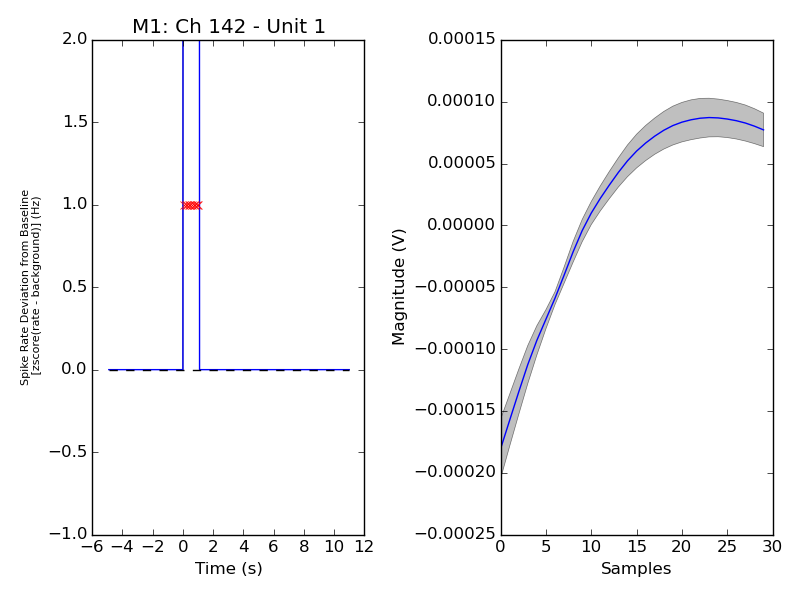 M1: Ch 142 - Unit 1
2.0
1.5
1.0
0.5
0.0
−0.5
−1.0
−6 −4 −2 0 2 4 6 8 10 12
Time (s)
Spike Rate Deviation from Baseline
[zscore(rate - background)] (Hz)
0.00015
0.00010
0.00005
0.00000
−0.00005
−0.00010
−0.00015
−0.00020
−0.00025
0 5 10 15 20 25 30
Samples
Magnitude (V)